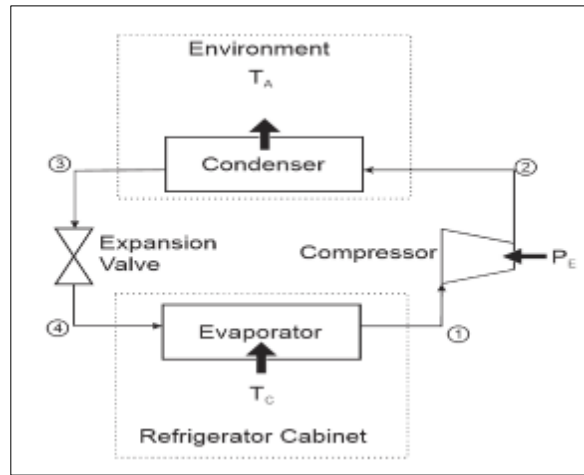 Environment
T_A
Condenser
③
②
Expansion
Valve
Compressor
P_E
④
Evaporator
①
T_C
Refrigerator Cabinet